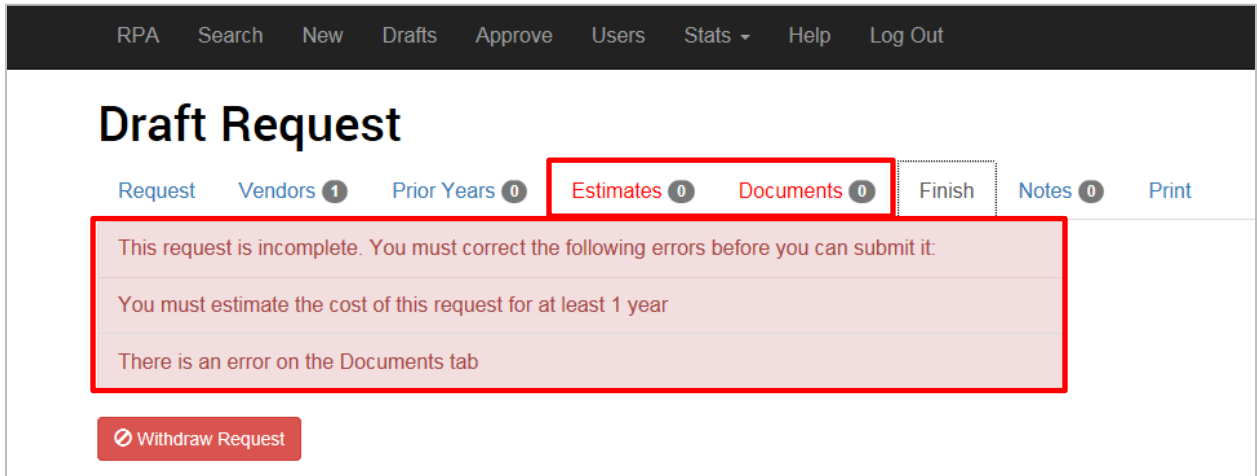 RPA Search New Drafts Approve Users Stats Help Log Out
Draft Request
Request Vendors 1 Prior Years 0 Estimates 0 Documents 0 Finish Notes 0 Print
This request is incomplete. You must correct the following errors before you can submit it:
You must estimate the cost of this request for at least 1 year
There is an error on the Documents tab
Withdraw Request